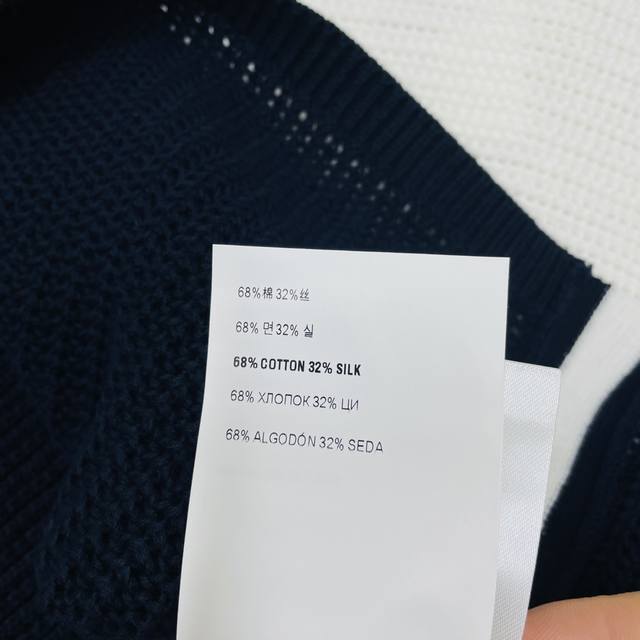 68%棉32%丝
68% 면32% 실
68% COTTON 32% SILK
68% ХЛОПОК 32% ЦИ
68% ALGODÓN 32% SEDA